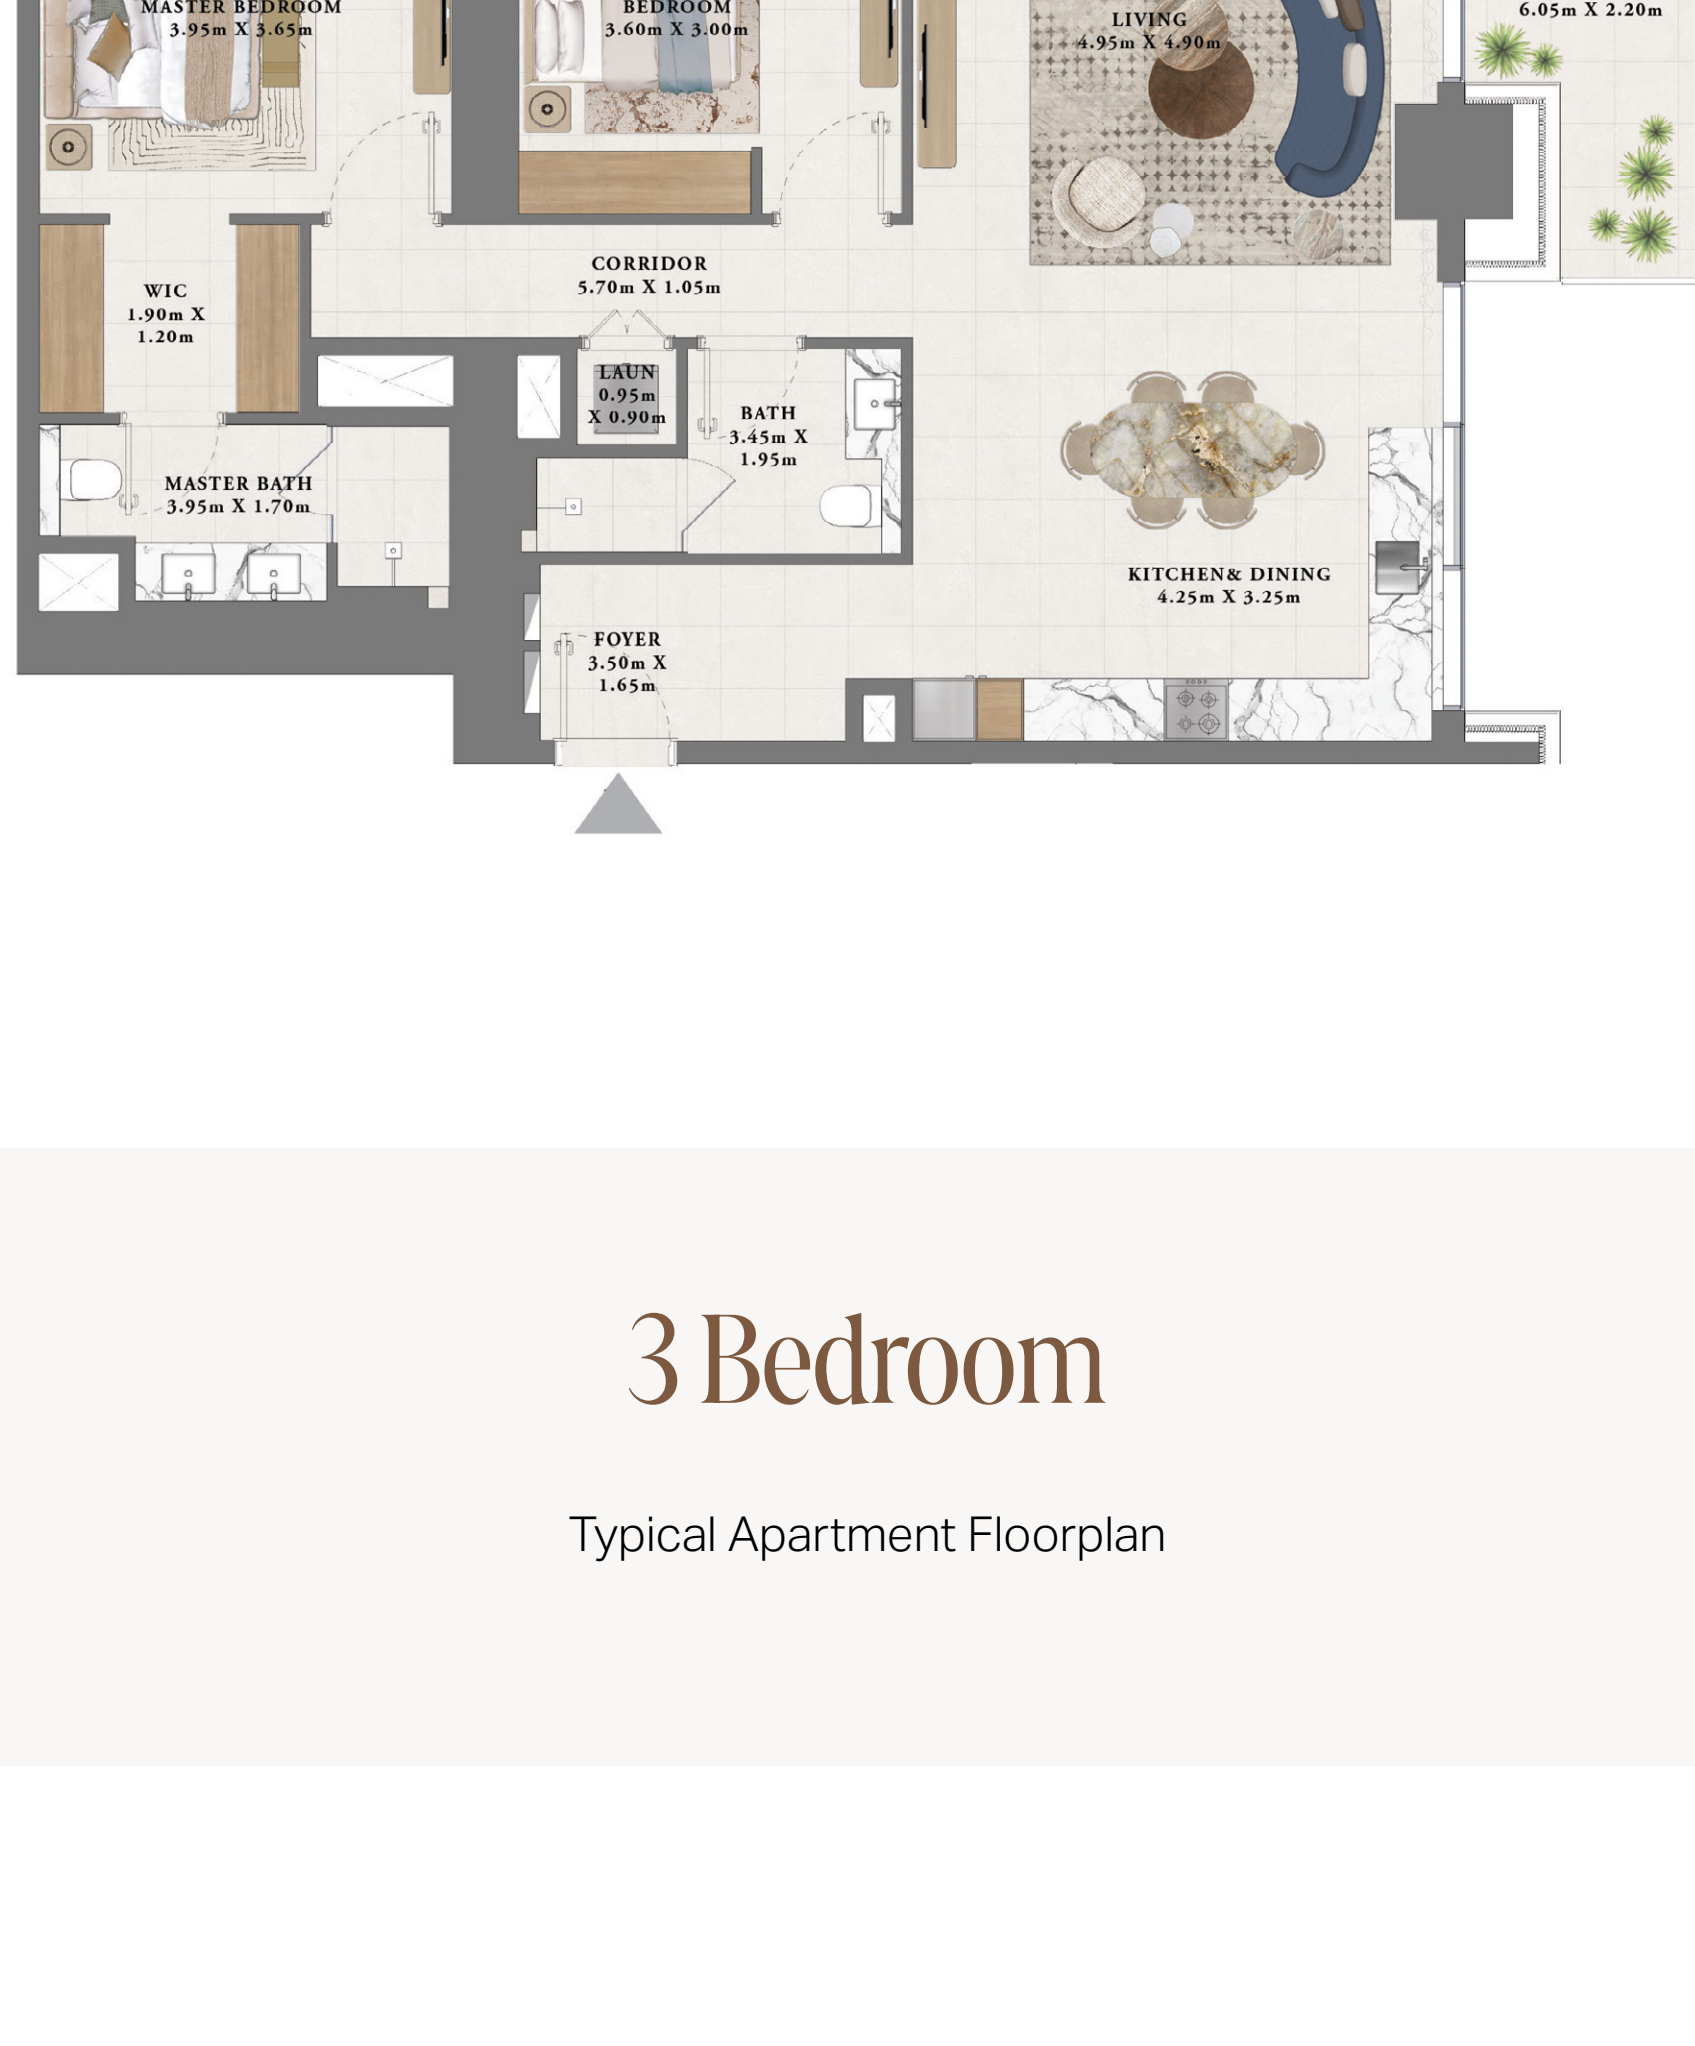 MASTER BEDROOM
3.95m X 3.65m
BEDROOM
3.60m X 3.00m
LIVING
4.95m X 4.90m
6.05m X 2.20m
CORRIDOR
5.70m X 1.05m
WIC
1.90m X
1.20m
LAUN
0.95m
X 0.90m
BATH
3.45m X
1.95m
MASTER BATH
3.95m X 1.70m
KITCHEN& DINING
4.25m X 3.25m
FOYER
3.50m X
1.65m
3 Bedroom
Typical Apartment Floorplan